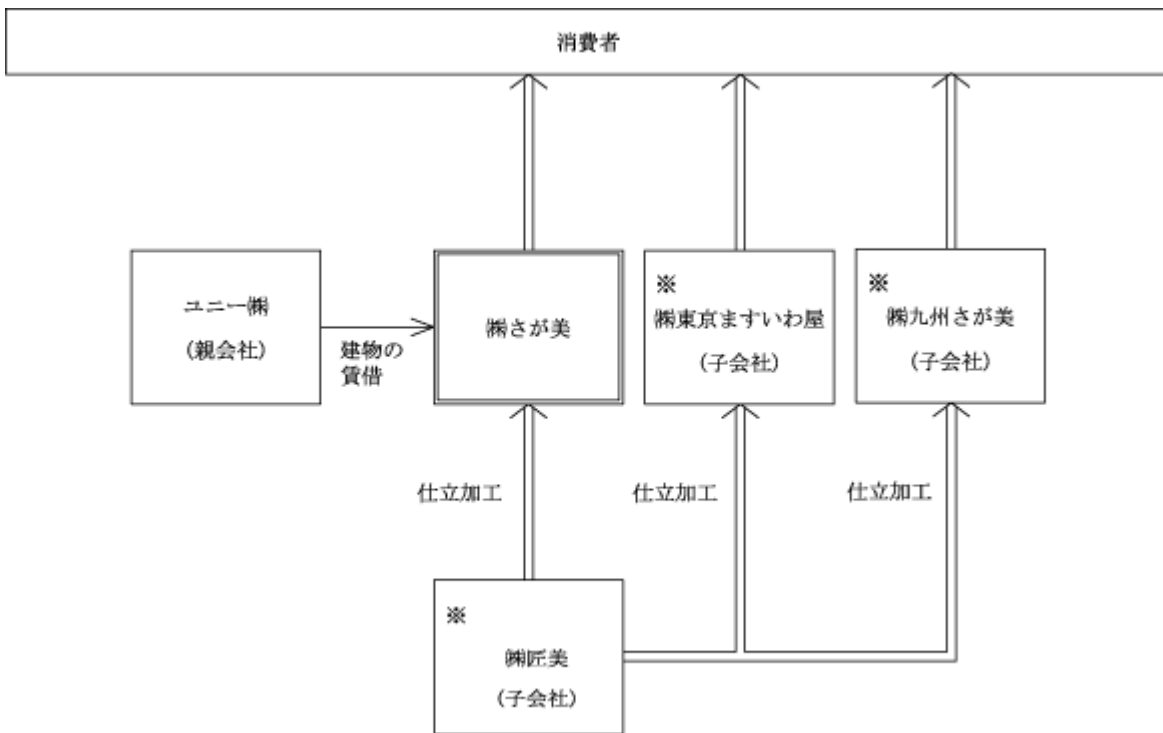 消費者
ユニー㈱
(親会社)
建物の
賃借
㈱さが美
※
㈱東京ますいわ屋
(子会社)
※
㈱九州さが美
(子会社)
仕立加工
仕立加工
仕立加工
※
㈱匠美
(子会社)